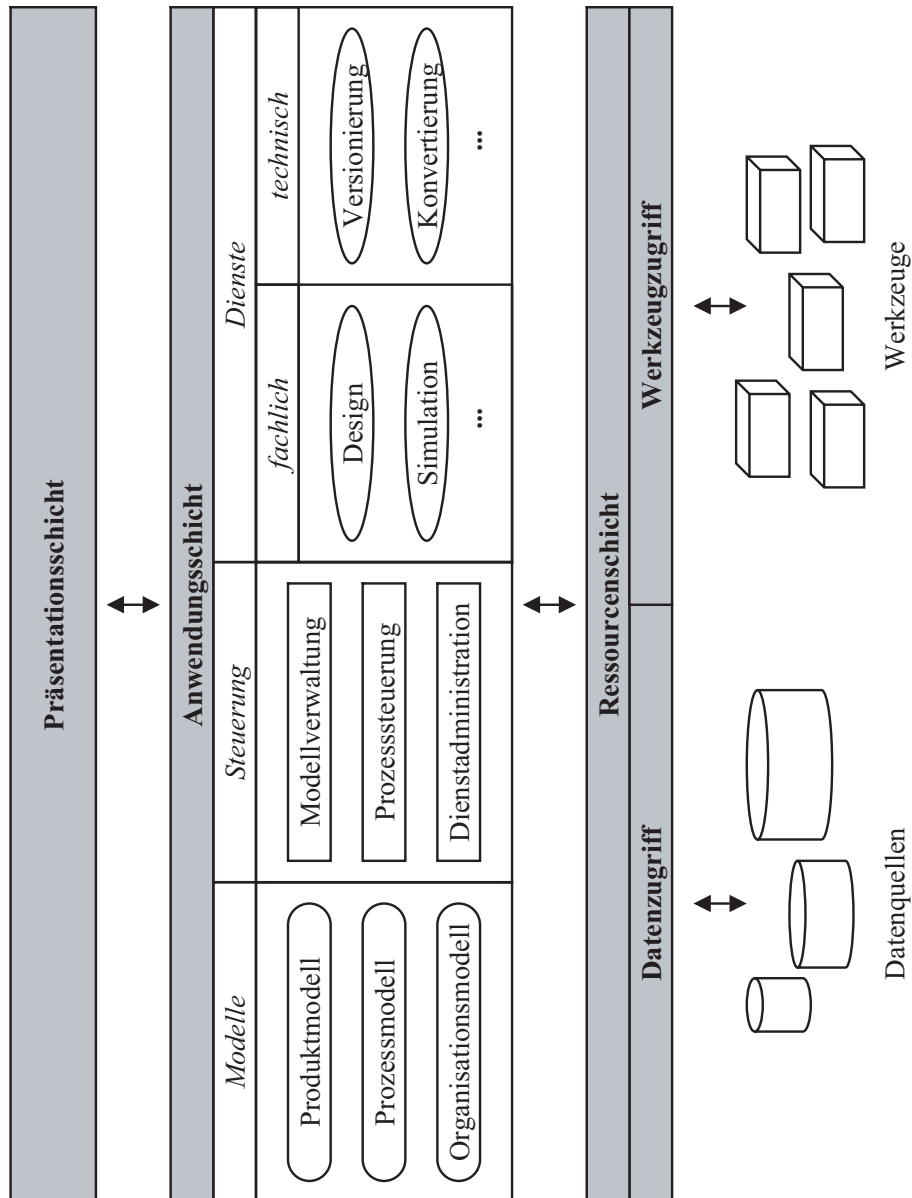 Präsentationsschicht
Anwendungsschicht
Modelle
Steuerung
Dienste
fachlich
technisch
Produktmodell
Prozessmodell
Organisationsmodell
Modellverwaltung
Prozesssteuerung
Dienstadministration
Design
Simulation
...
Versionierung
Konvertierung
...
Ressourcenschicht
Datenzugriff
Werkzeugzugriff
Datenquellen
Werkzeuge